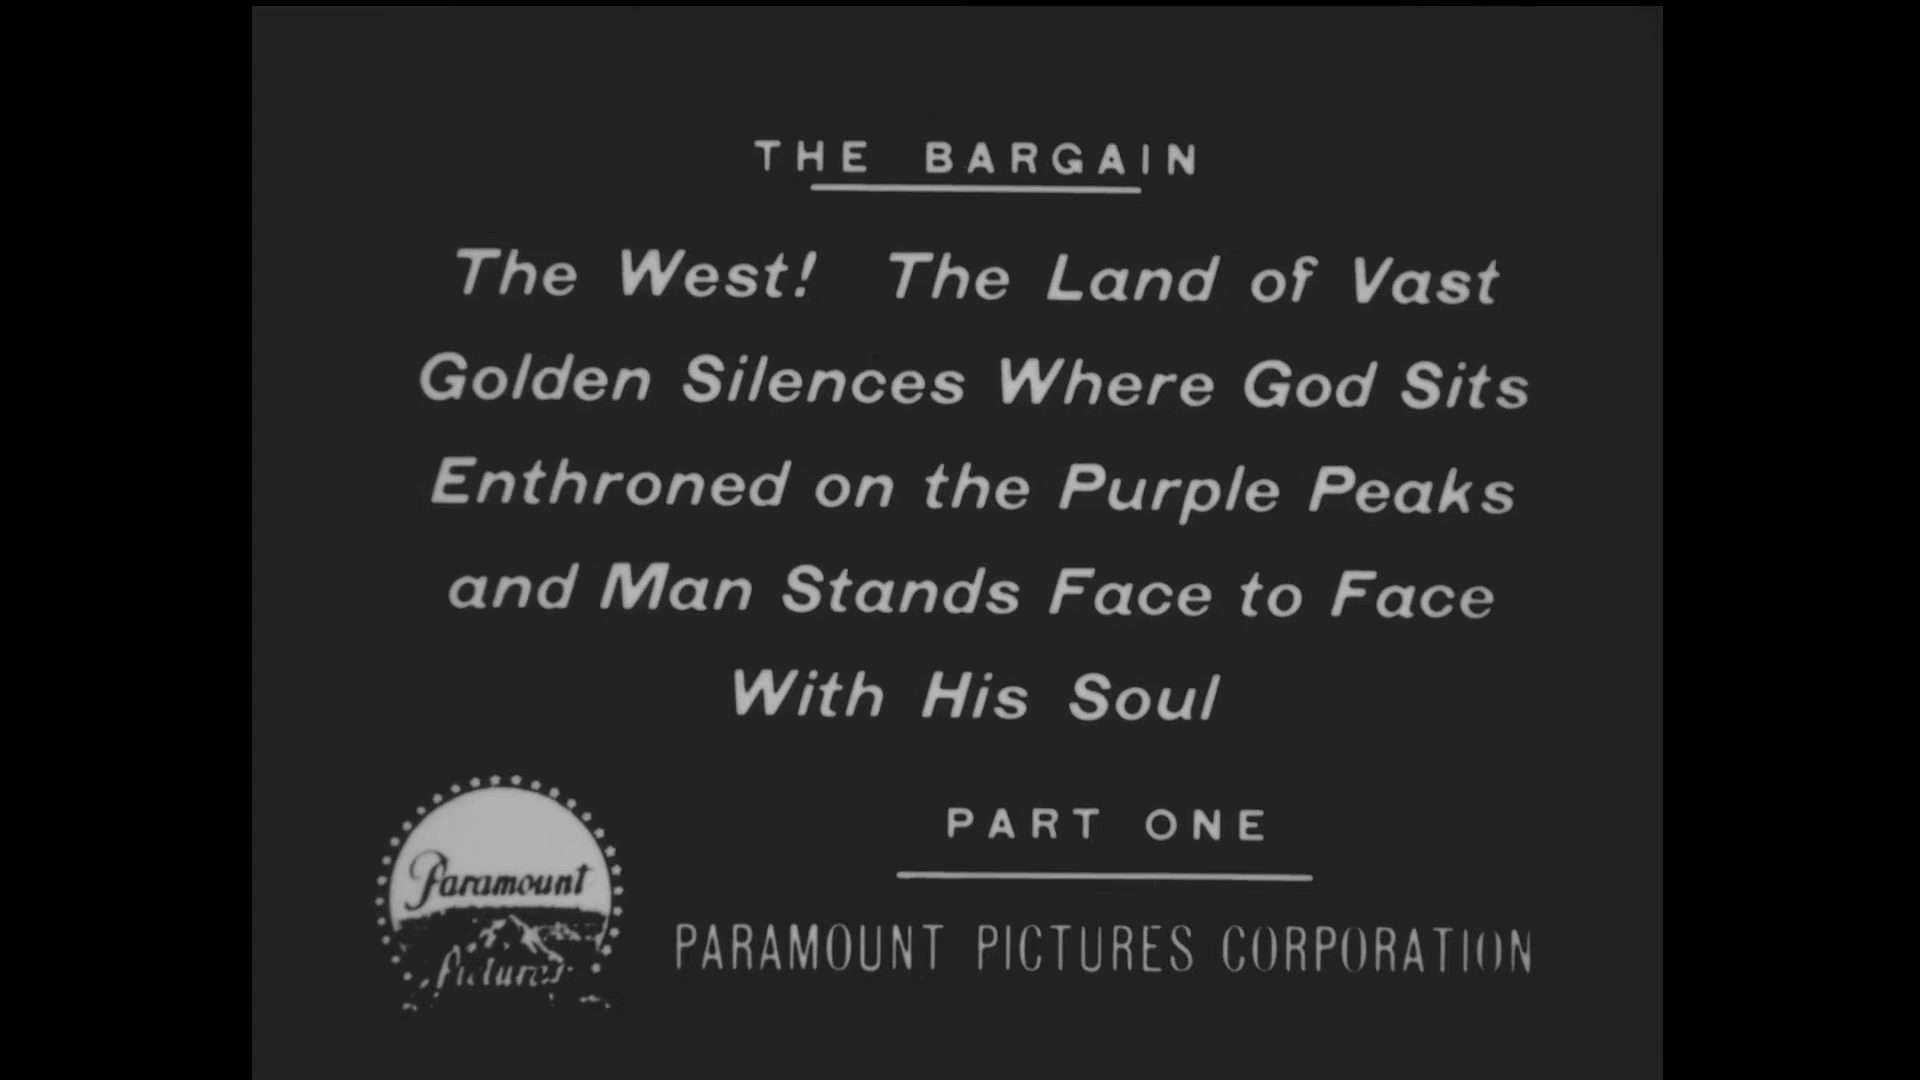 THE BARGAIN
The West! The Land of Vast
Golden Silences Where God Sits
Enthroned on the Purple Peaks
and Man Stands Face to Face
With His Soul
PART ONE
Paramount
Pictures
PARAMOUNT PICTURES CORPORATION